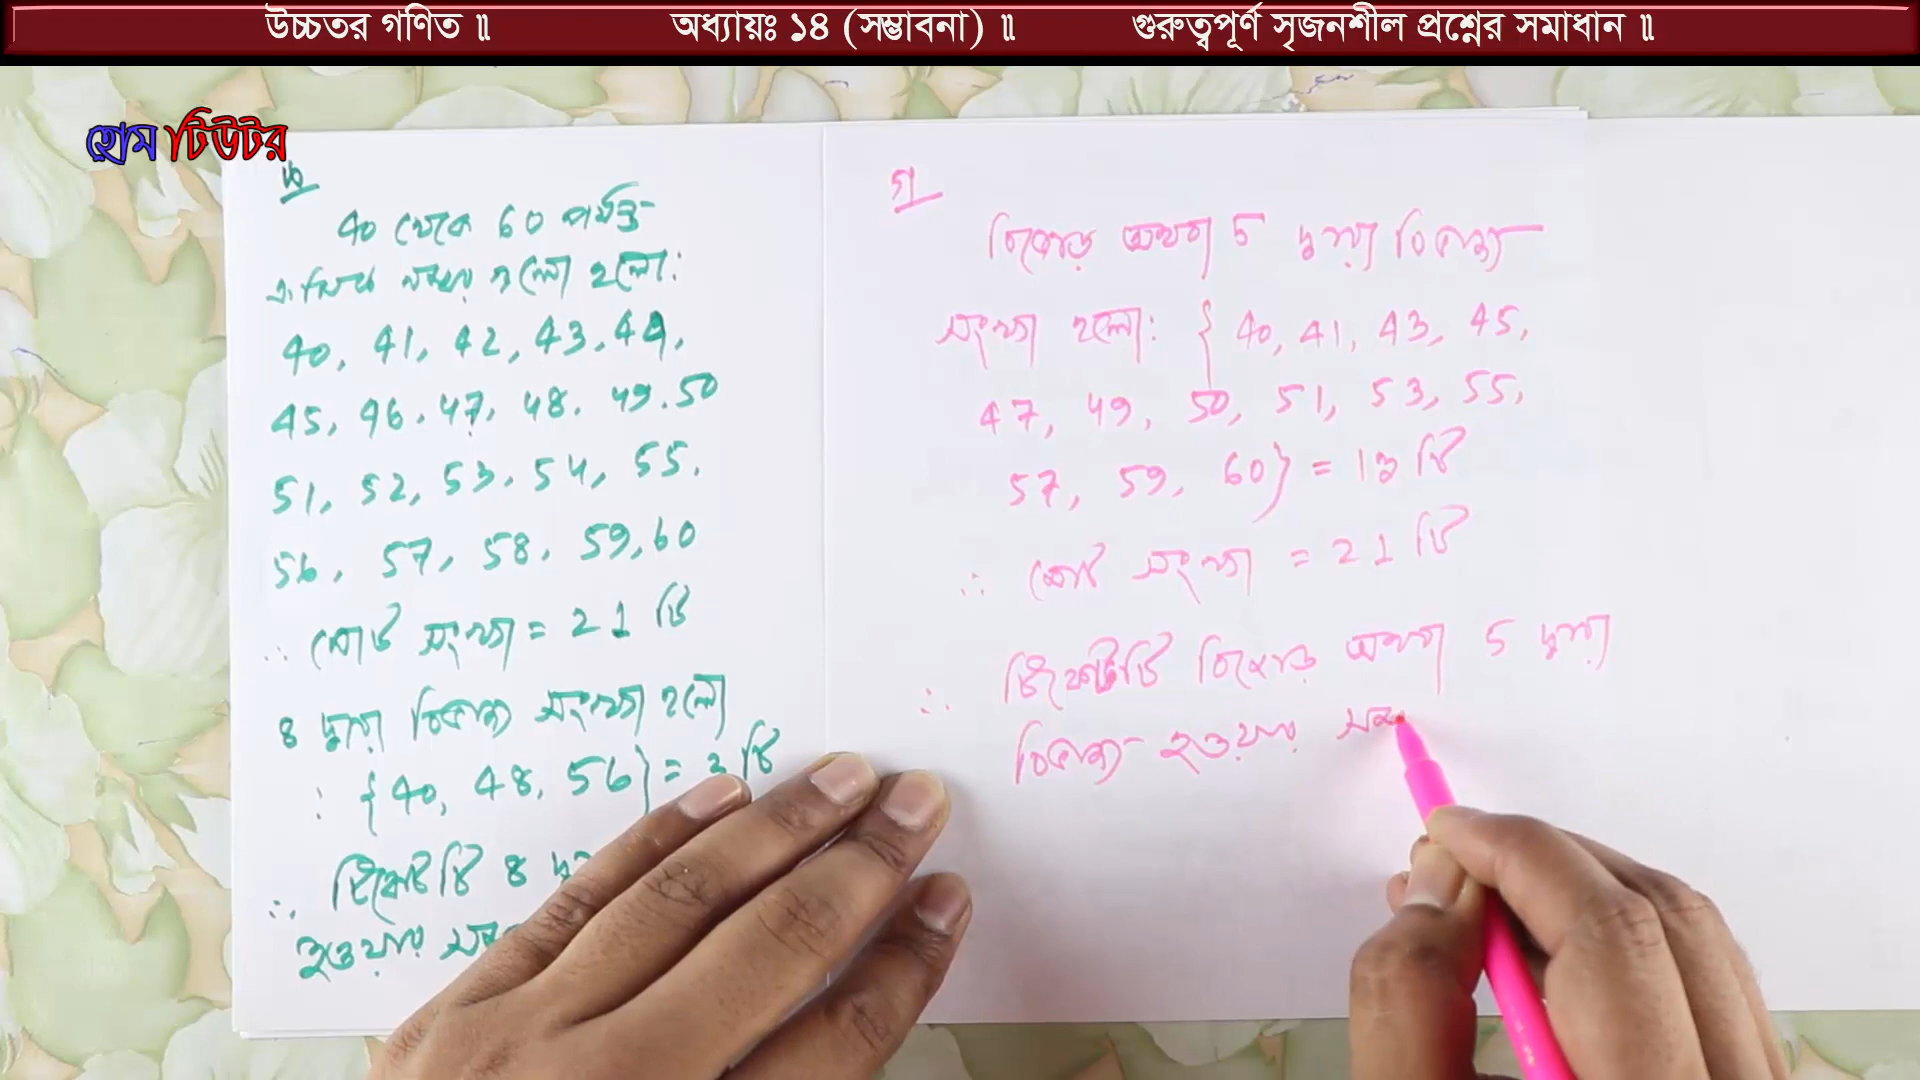 উচ্চতর গণিত ॥ অধ্যায়ঃ ১৪ (সম্ভাবনা) ॥ গুরুত্বপূর্ণ সৃজনশীল প্রশ্নের সমাধান ॥
হোম টিউটর
খ
40 থেকে 60 পর্যন্ত
নম্বর গুলো হলো:
40, 41, 42, 43, 44,
45, 46, 47, 48, 49, 50
51, 52, 53, 54, 55,
56, 57, 58, 59, 60
∴ মোট সংখ্যা = 21 টি
8 দ্বারা বিভাজ্য সংখ্যা হলো
: {40, 48, 56} = 3 টি
∴ টিকেটটি 8
হওয়ার
গ
বিজোড় অথবা 5 দ্বারা বিভাজ্য
সংখ্যা হলো: { 40, 41, 43, 45,
47, 49, 50, 51, 53, 55,
57, 59, 60} = 13 টি
∴ মোট সংখ্যা = 21 টি
∴ টিকেটটি বিজোড় অথবা 5 দ্বারা
বিভাজ্য হওয়ার